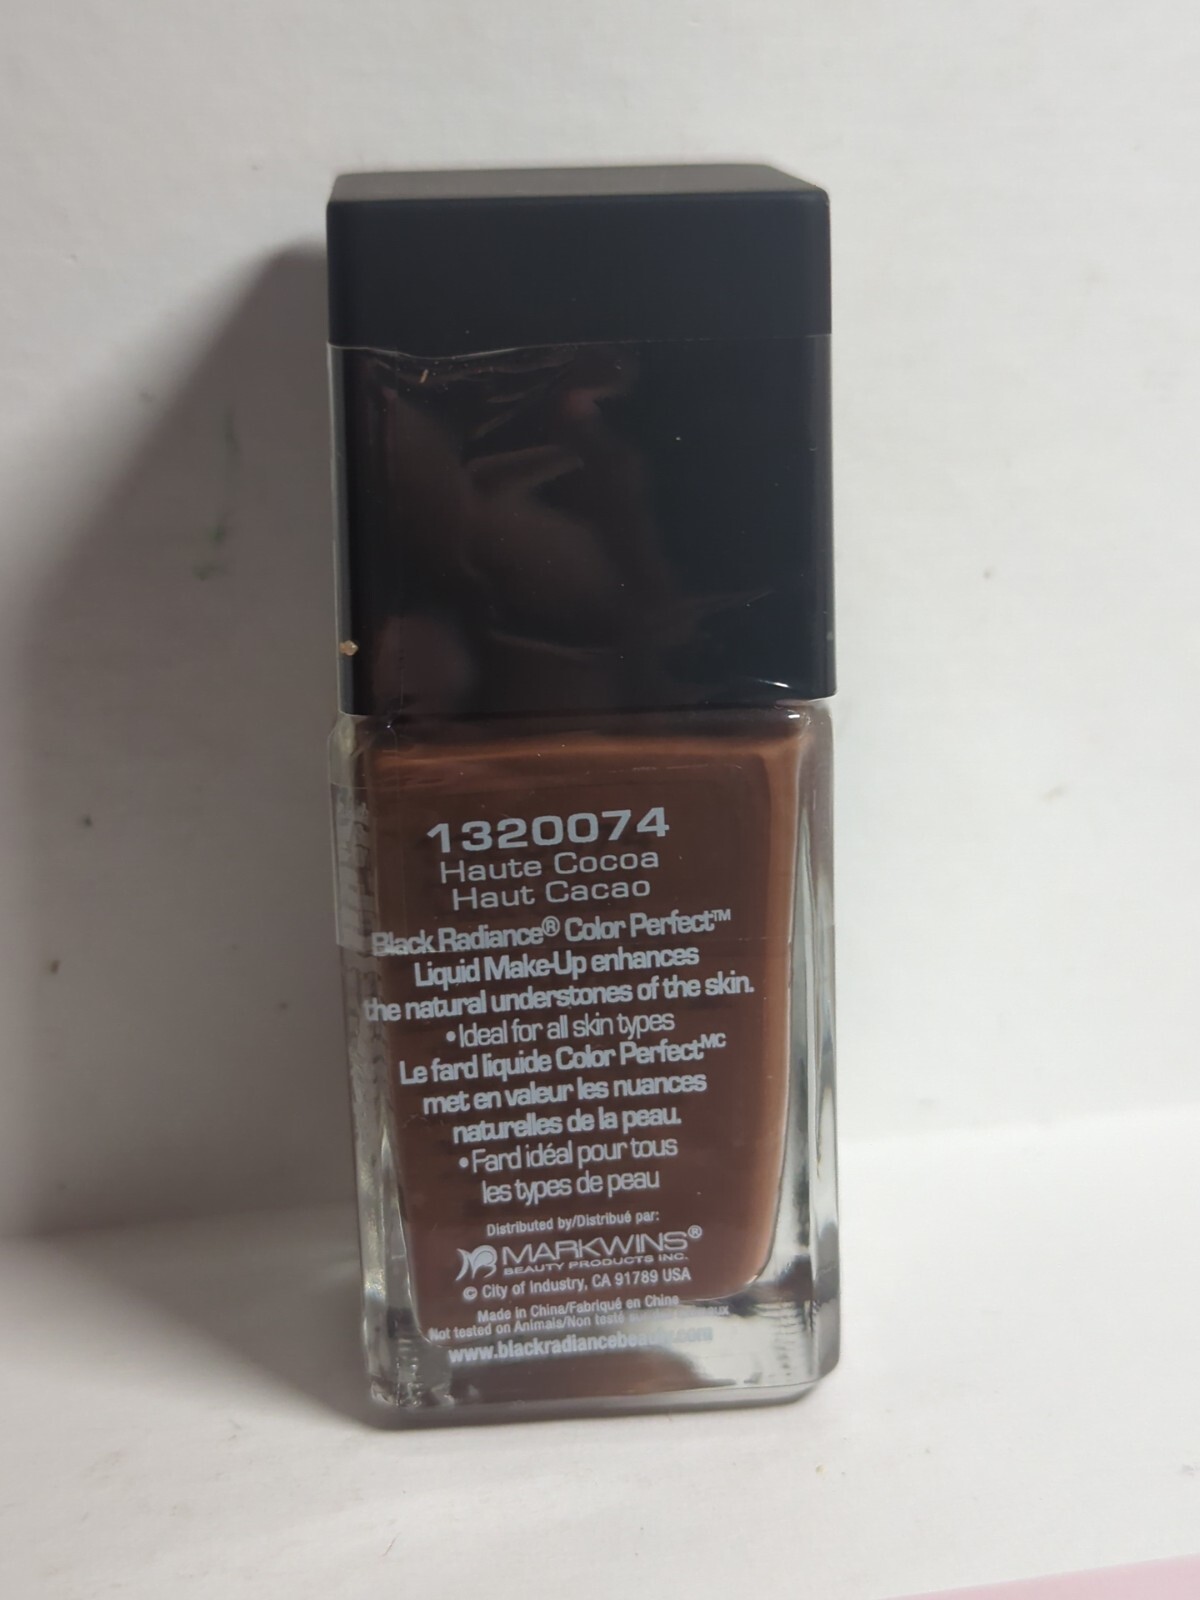 1320074
Haute Cocoa
Haut Cacao
Black Radiance® Color Perfect™
Liquid Make-Up enhances
the natural understones of the skin.
• Ideal for all skin types
Le fard liquide Color Perfect MC
met en valeur les nuances
naturelles de la peau.
• Fard idéal pour tous
les types de peau
Distributed by/Distribué par:
MARKWINS®
BEAUTY PRODUCTS INC.
© City of Industry, CA 91789 USA
Made in China/Fabriqué en Chine
Not tested on Animals/Non testé
www.blackradiancebeauty.com